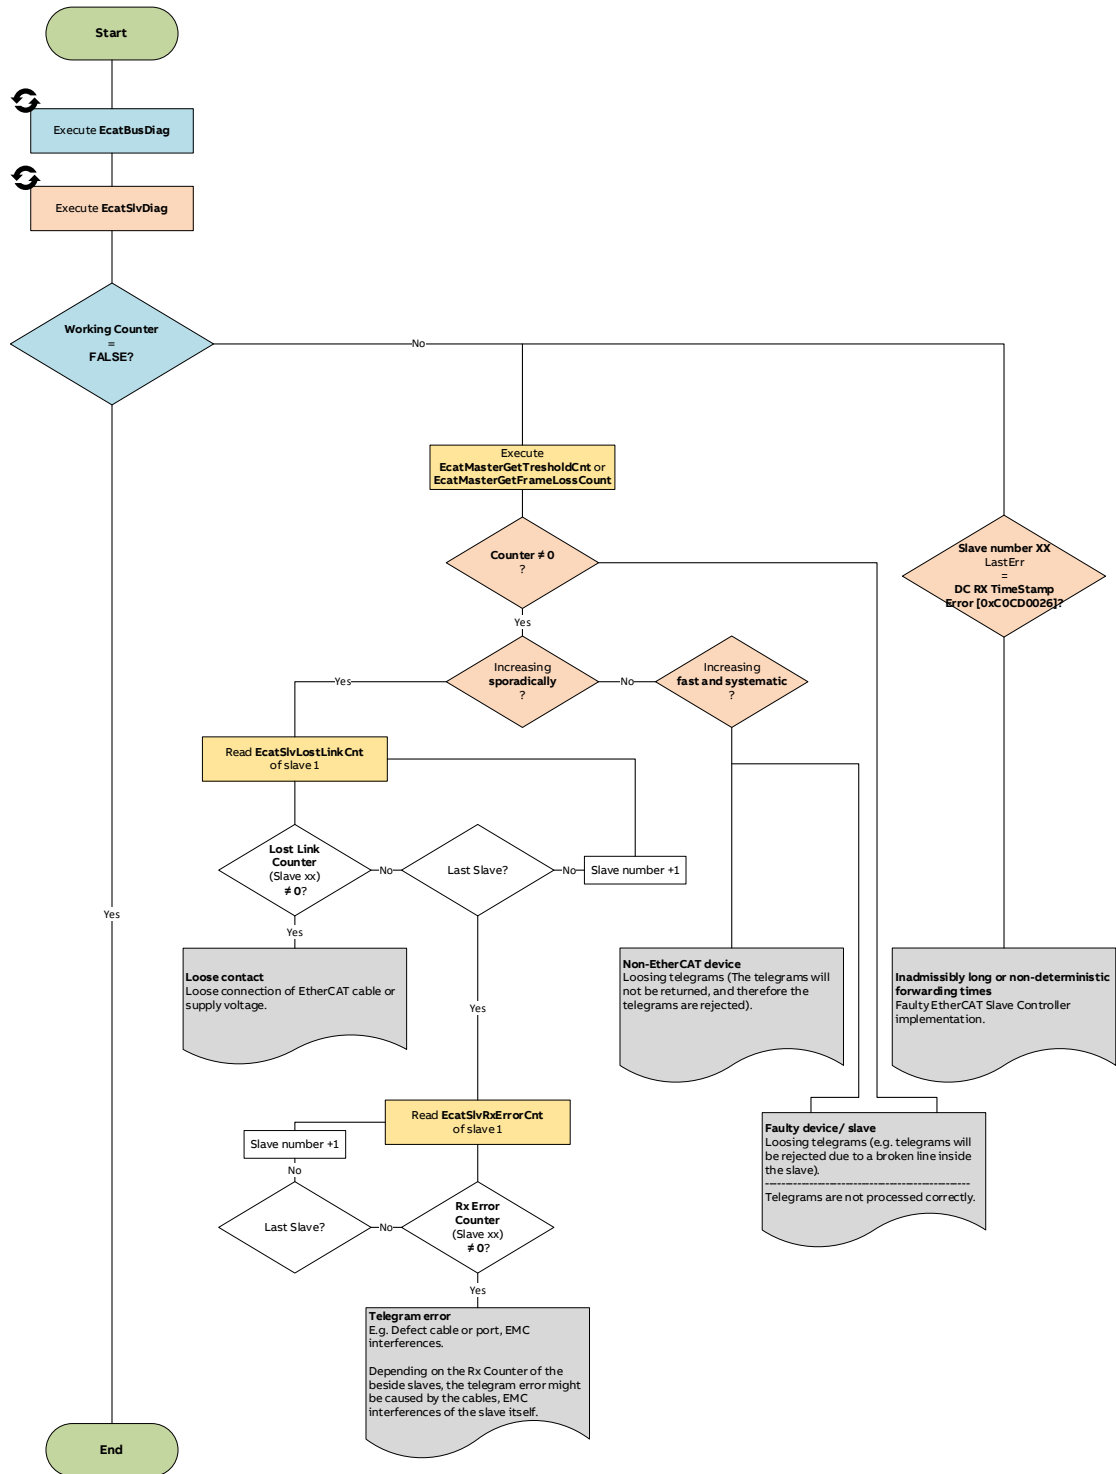 Start
Execute EcatBusDiag
Execute EcatSlvDiag
Working Counter
=
FALSE?
No
Execute
EcatMasterGetTresholdCnt or
EcatMasterGetFrameLossCount
Counter ≠ 0
?
Slave number XX
LastErr
=
DC RX TimeStamp
Error [0xC0CD0026]?
Yes
Increasing
sporadically
?
No
Increasing
fast and systematic
?
Yes
Read EcatSlvLostLinkCnt
of slave 1
Lost Link
Counter
(Slave xx)
≠ 0?
No
Last Slave?
No
Slave number +1
Yes
Yes
Loose contact
Loose connection of EtherCAT cable or
supply voltage.
Yes
Non-EtherCAT device
Loosing telegrams (The telegrams will
not be returned, and therefore the
telegrams are rejected).
Inadmissibly long or non-deterministic
forwarding times
Faulty EtherCAT Slave Controller
implementation.
Read EcatSlvRxErrorCnt
of slave 1
Slave number +1
No
Last Slave?
No
Rx Error
Counter
(Slave xx)
≠ 0?
Faulty device/ slave
Loosing telegrams (e.g. telegrams will
be rejected due to a broken line inside
the slave).
------------------------------------------------
Telegrams are not processed correctly.
Yes
Telegram error
E.g. Defect cable or port, EMC
interferences.
Depending on the Rx Counter of the
beside slaves, the telegram error might
be caused by the cables, EMC
interferences of the slave itself.
End